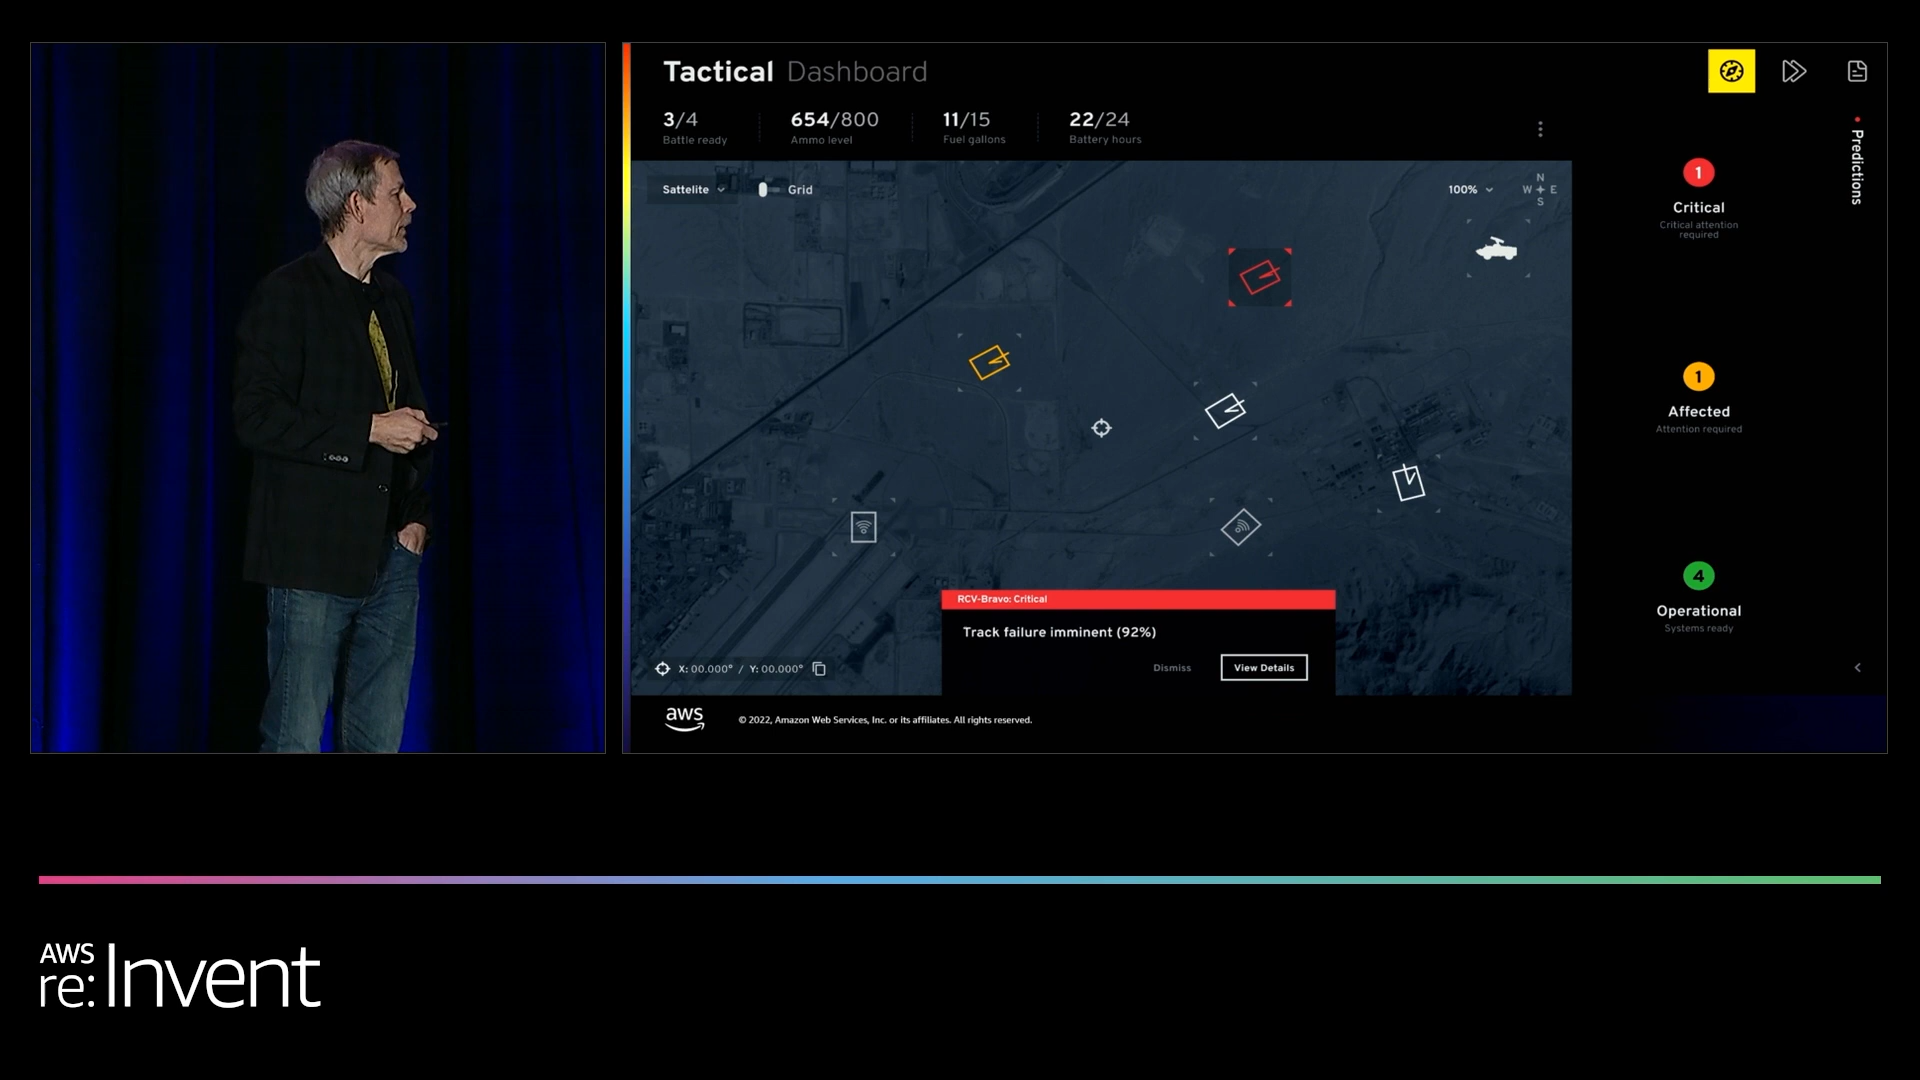 Tactical Dashboard
3/4
Battle ready
654/800
Ammo level
11/15
Fuel gallons
22/24
Battery hours
Predictions
Sattelite
Grid
100%
N
W E
S
1
Critical
Critical attention
required
1
Affected
Attention required
4
Operational
Systems ready
RCV-Bravo: Critical
Track failure imminent (92%)
Dismiss
View Details
X: 00.000° / Y: 00.000°
aws
© 2022, Amazon Web Services, Inc. or its affiliates. All rights reserved.
AWS
re:Invent